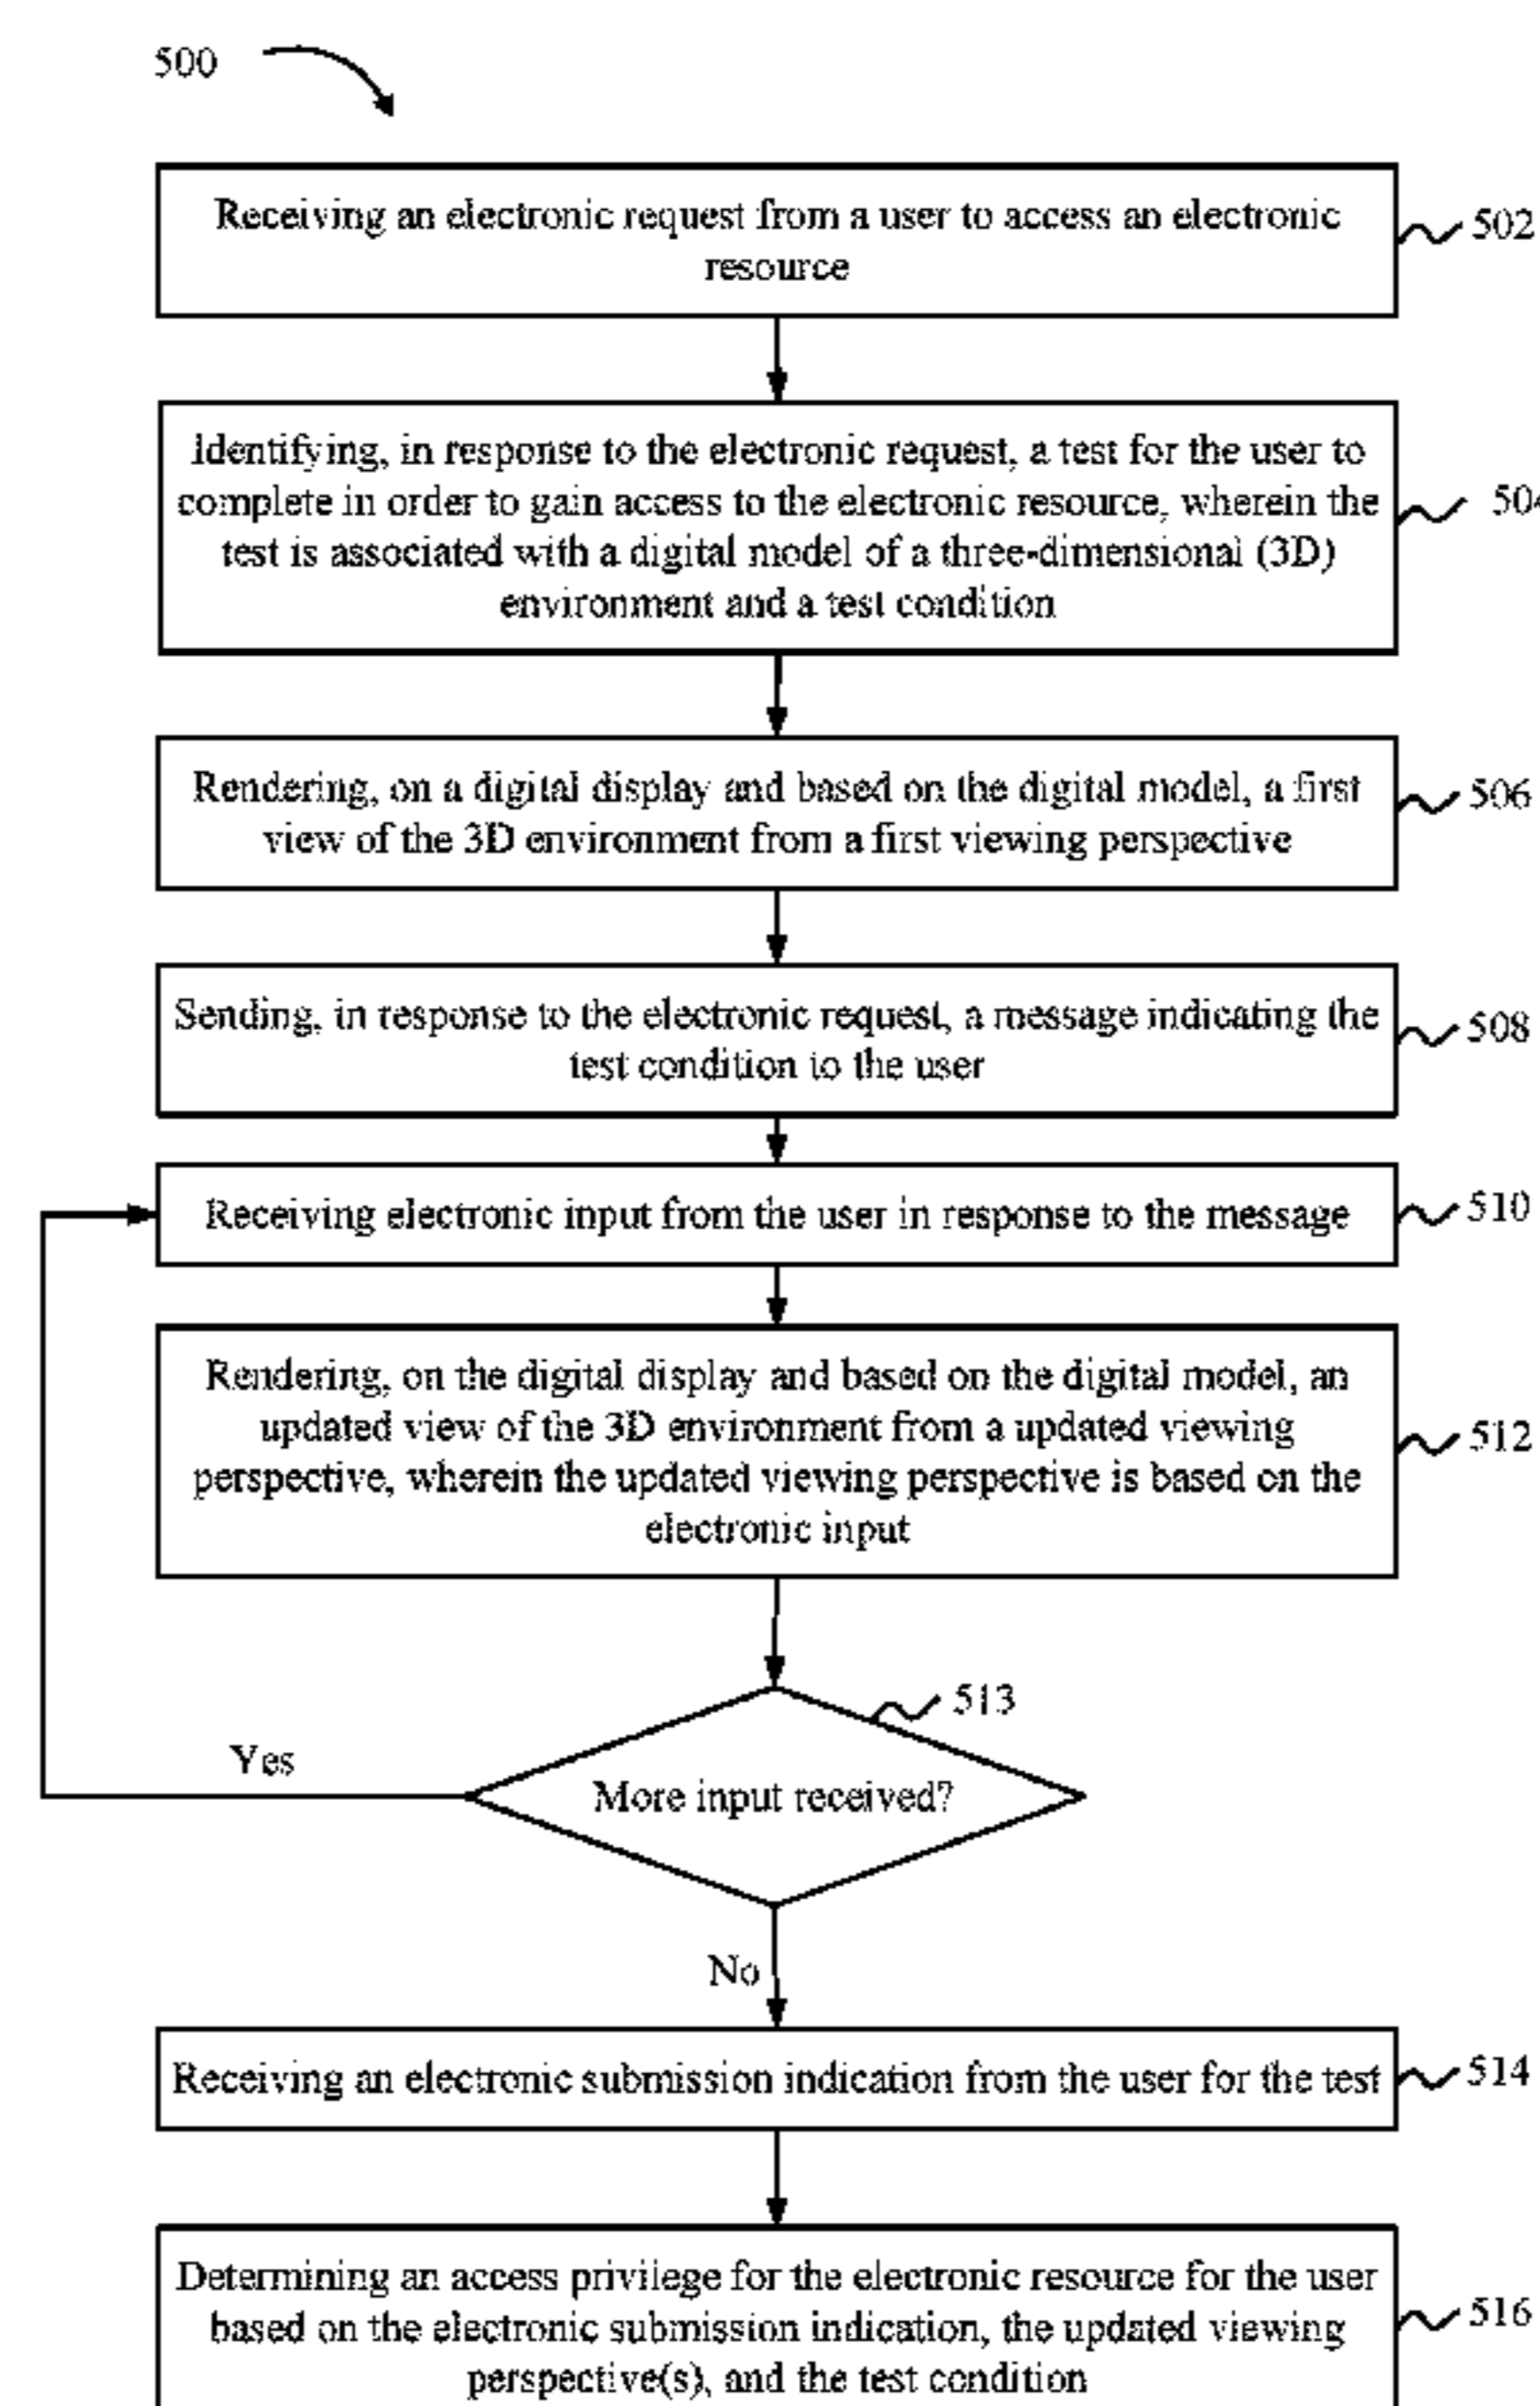 500
Receiving an electronic request from a user to access an electronic
resource
502
Identifying, in response to the electronic request, a test for the user to
complete in order to gain access to the electronic resource, wherein the
test is associated with a digital model of a three-dimensional (3D)
environment and a test condition
504
Rendering, on a digital display and based on the digital model, a first
view of the 3D environment from a first viewing perspective
506
Sending, in response to the electronic request, a message indicating the
test condition to the user
508
Receiving electronic input from the user in response to the message
510
Rendering, on the digital display and based on the digital model, an
updated view of the 3D environment from a updated viewing
perspective, wherein the updated viewing perspective is based on the
electronic input
512
513
More input received?
Yes
No
Receiving an electronic submission indication from the user for the test
514
Determining an access privilege for the electronic resource for the user
based on the electronic submission indication, the updated viewing
perspective(s), and the test condition
516